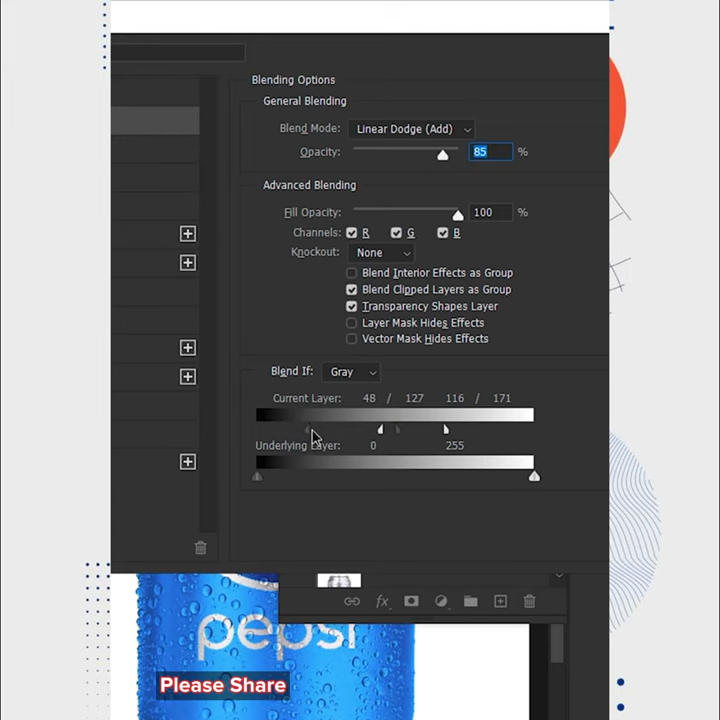 Blending Options
General Blending
Blend Mode: Linear Dodge (Add)
Opacity: 85 %
Advanced Blending
Fill Opacity: 100 %
Channels: R G B
Knockout: None
Blend Interior Effects as Group
Blend Clipped Layers as Group
Transparency Shapes Layer
Layer Mask Hides Effects
Vector Mask Hides Effects
Blend If: Gray
Current Layer: 48 / 127 116 / 171
Underlying Layer: 0 255
fx
pepsi
Please Share